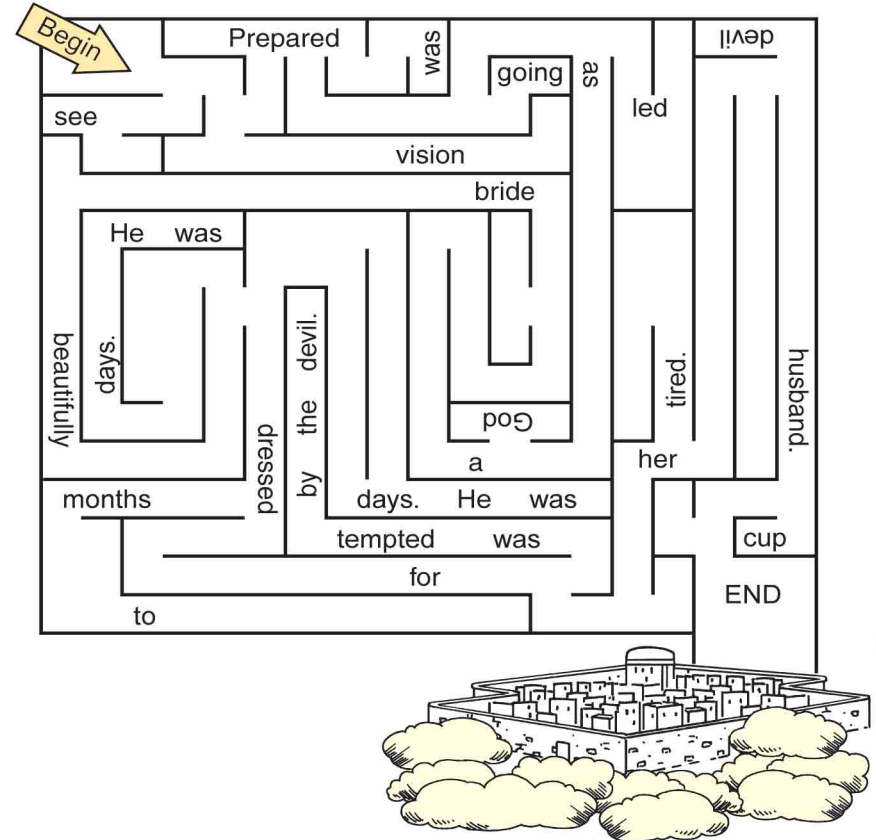 Begin
Prepared
was
going
as
led
devil
see
vision
bride
He was
days.
beautifully
by the devil.
dressed
God
tired.
husband.
a
her
months
days. He was
tempted was
cup
for
END
to